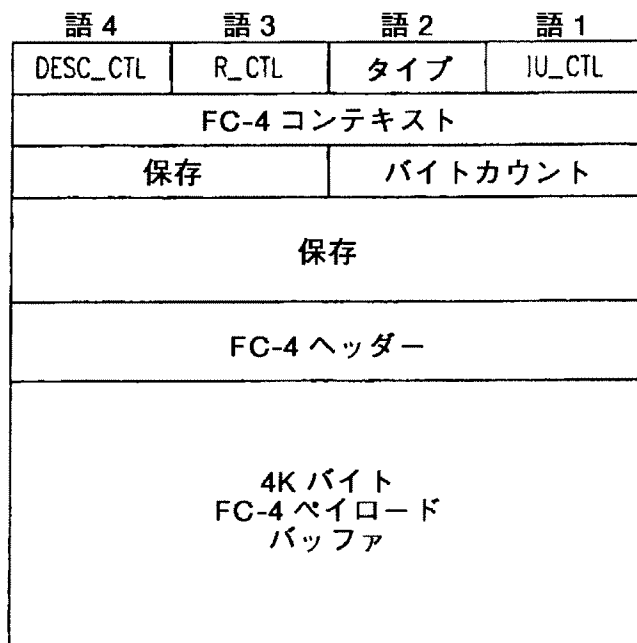 語 4 語 3 語 2 語 1
DESC_CTL R_CTL タイプ IU_CTL
FC-4 コンテキスト
保存 バイトカウント
保存
FC-4 ヘッダー
4K バイト
FC-4 ペイロード
バッファ